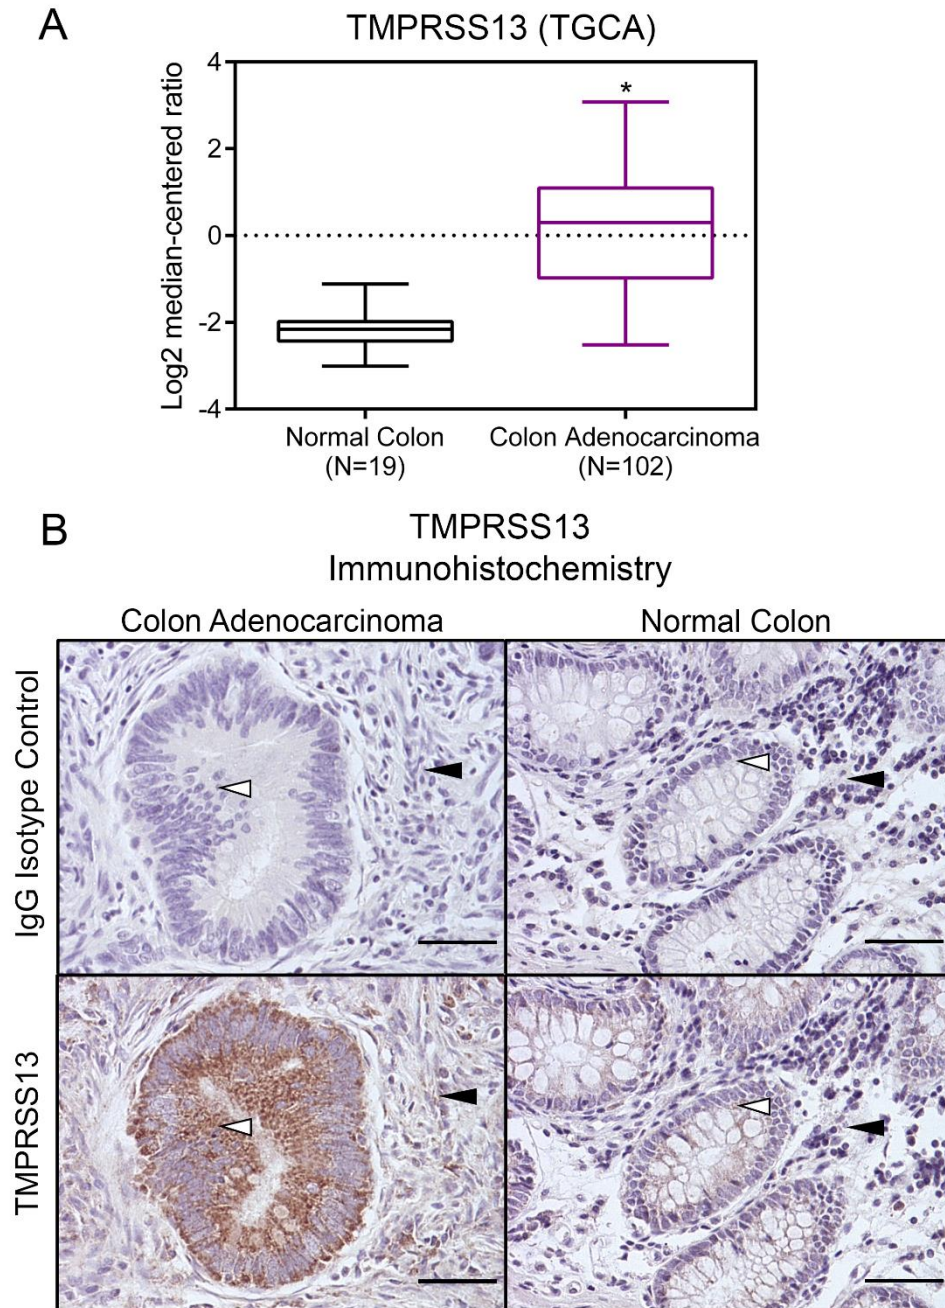 A
TMPRSS13 (TGCA)
Log2 median-centered ratio
4
2
0
-2
-4
*
Normal Colon
(N=19)
Colon Adenocarcinoma
(N=102)
B
TMPRSS13
Immunohistochemistry
Colon Adenocarcinoma
Normal Colon
IgG Isotype Control
TMPRSS13